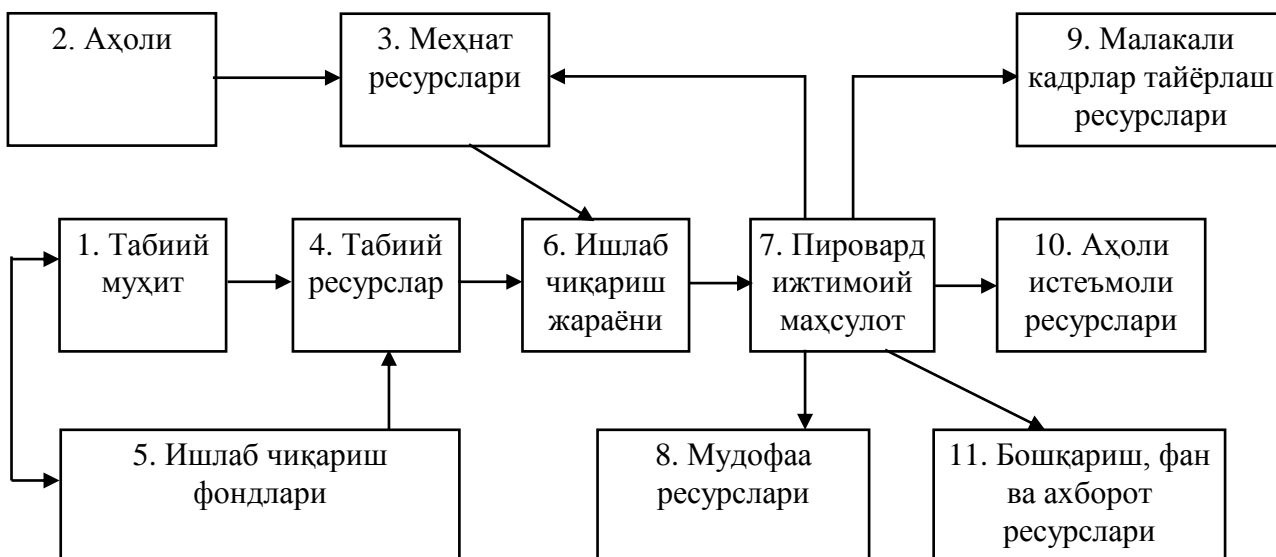 2. Аҳоли
3. Меҳнат
ресурслари
9. Малакали
кадрлар тайёрлаш
ресурслари
1. Табиий
муҳит
4. Табиий
ресурслар
6. Ишлаб
чиқариш
жараёни
7. Пировард
ижтимоий
маҳсулот
10. Аҳоли
истеъмоли
ресурслари
5. Ишлаб чиқариш
фондлари
8. Мудофаа
ресурслари
11. Бошқариш, фан
ва ахборот
ресурслари